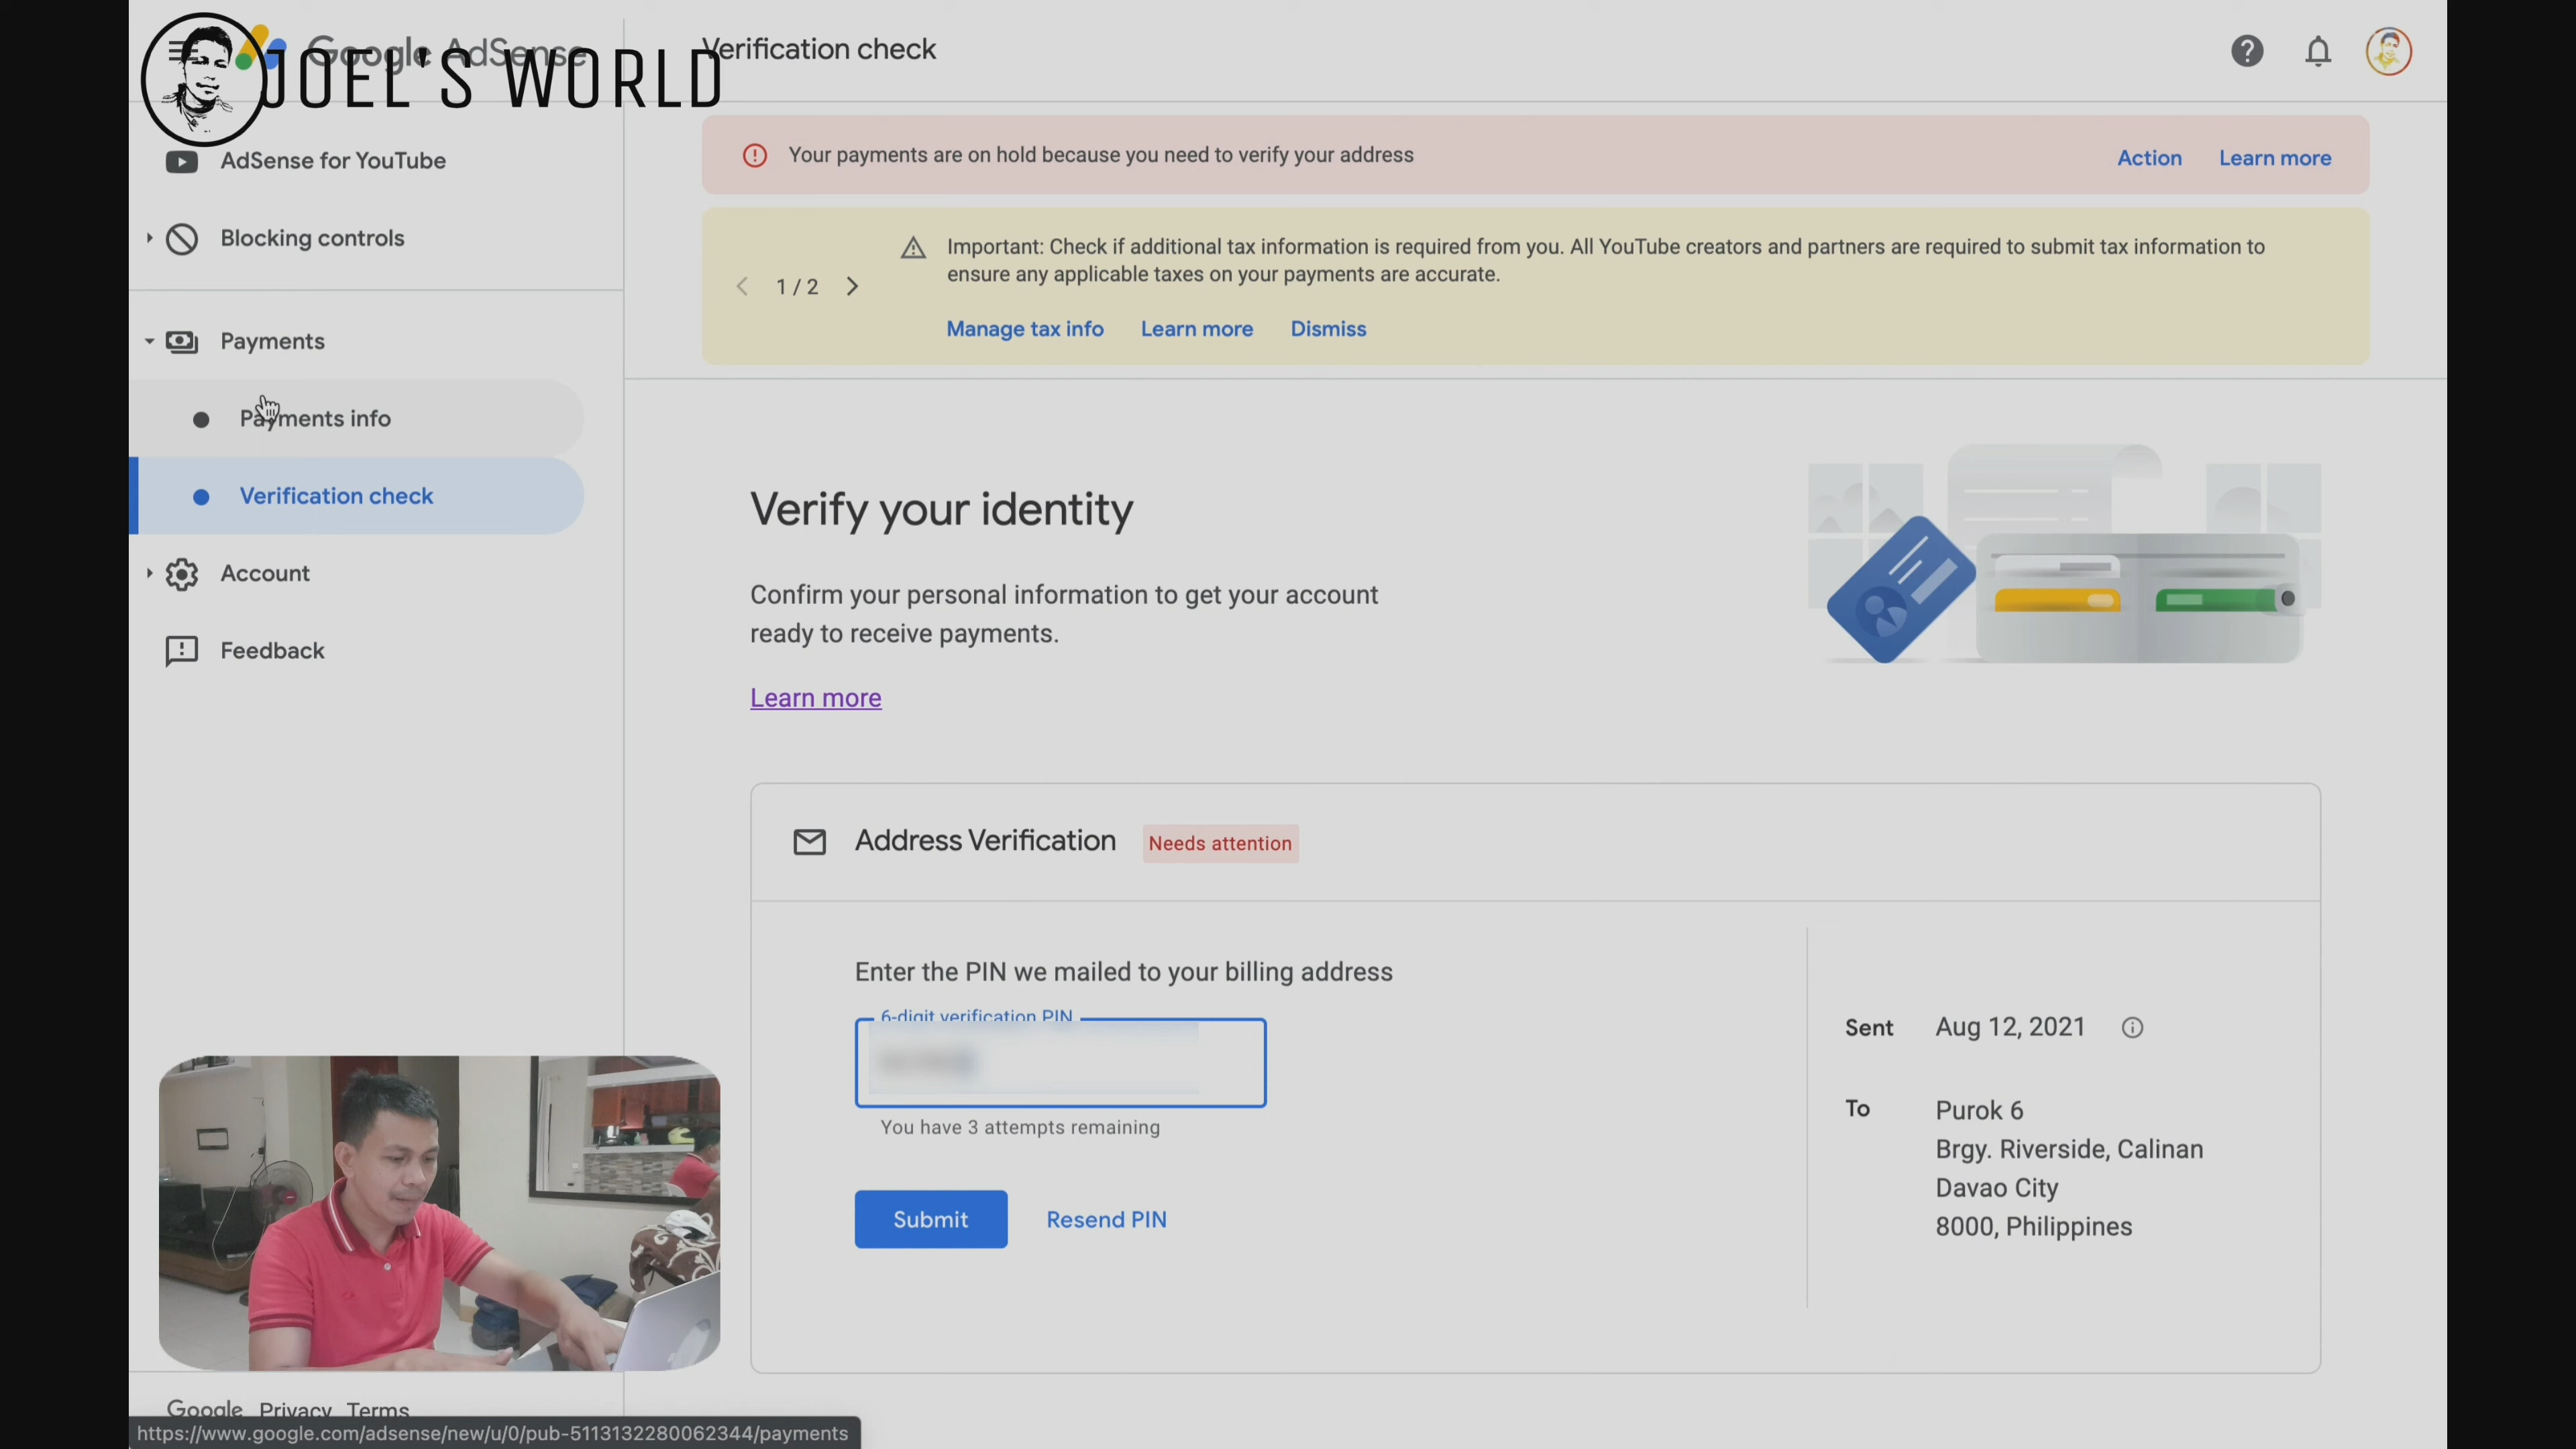 Google AdSense
JOEL'S WORLD
Verification check
AdSense for YouTube
Blocking controls
Payments
Payments info
Verification check
Account
Feedback
Your payments are on hold because you need to verify your address
Action
Learn more
1 / 2
Important: Check if additional tax information is required from you. All YouTube creators and partners are required to submit tax information to
ensure any applicable taxes on your payments are accurate.
Manage tax info
Learn more
Dismiss
Verify your identity
Confirm your personal information to get your account
ready to receive payments.
Learn more
Address Verification
Needs attention
Enter the PIN we mailed to your billing address
6-digit verification PIN
You have 3 attempts remaining
Submit
Resend PIN
Sent Aug 12, 2021
To Purok 6
Brgy. Riverside, Calinan
Davao City
8000, Philippines
Google Privacy Terms
https://www.google.com/adsense/new/u/0/pub-5113132280062344/payments